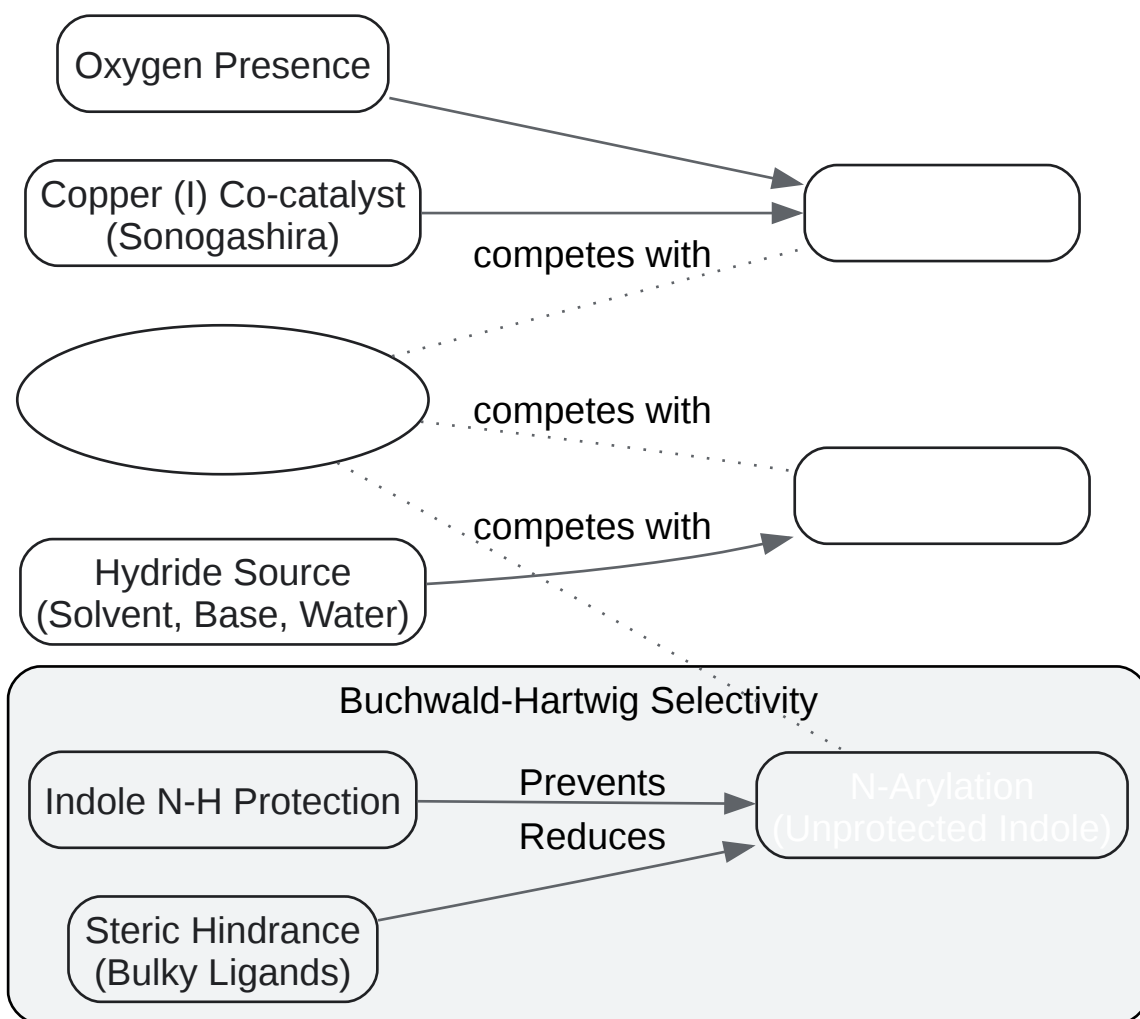 Oxygen Presence
Copper (I) Co-catalyst
(Sonogashira)
competes with
competes with
competes with
Hydride Source
(Solvent, Base, Water)
Buchwald-Hartwig Selectivity
Indole N-H Protection
Prevents
Reduces
N-Arylation
(Unprotected Indole)
Steric Hindrance
(Bulky Ligands)